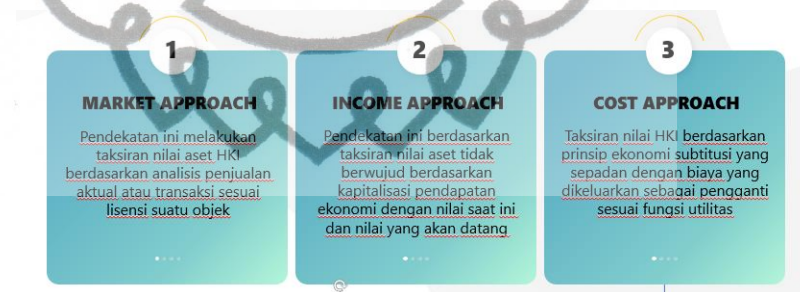 1
MARKET APPROACH
Pendekatan ini melakukan
taksiran nilai aset HKI
berdasarkan analisis penjualan
aktual atau transaksi sesuai
lisensi suatu objek
2
INCOME APPROACH
Pendekatan ini berdasarkan
taksiran nilai aset tidak
berwujud berdasarkan
kapitalisasi pendapatan
ekonomi dengan nilai saat ini
dan nilai yang akan datang
3
COST APPROACH
Taksiran nilai HKI berdasarkan
prinsip ekonomi subtitusi yang
sepadan dengan biaya yang
dikeluarkan sebagai pengganti
sesuai fungsi utilitas